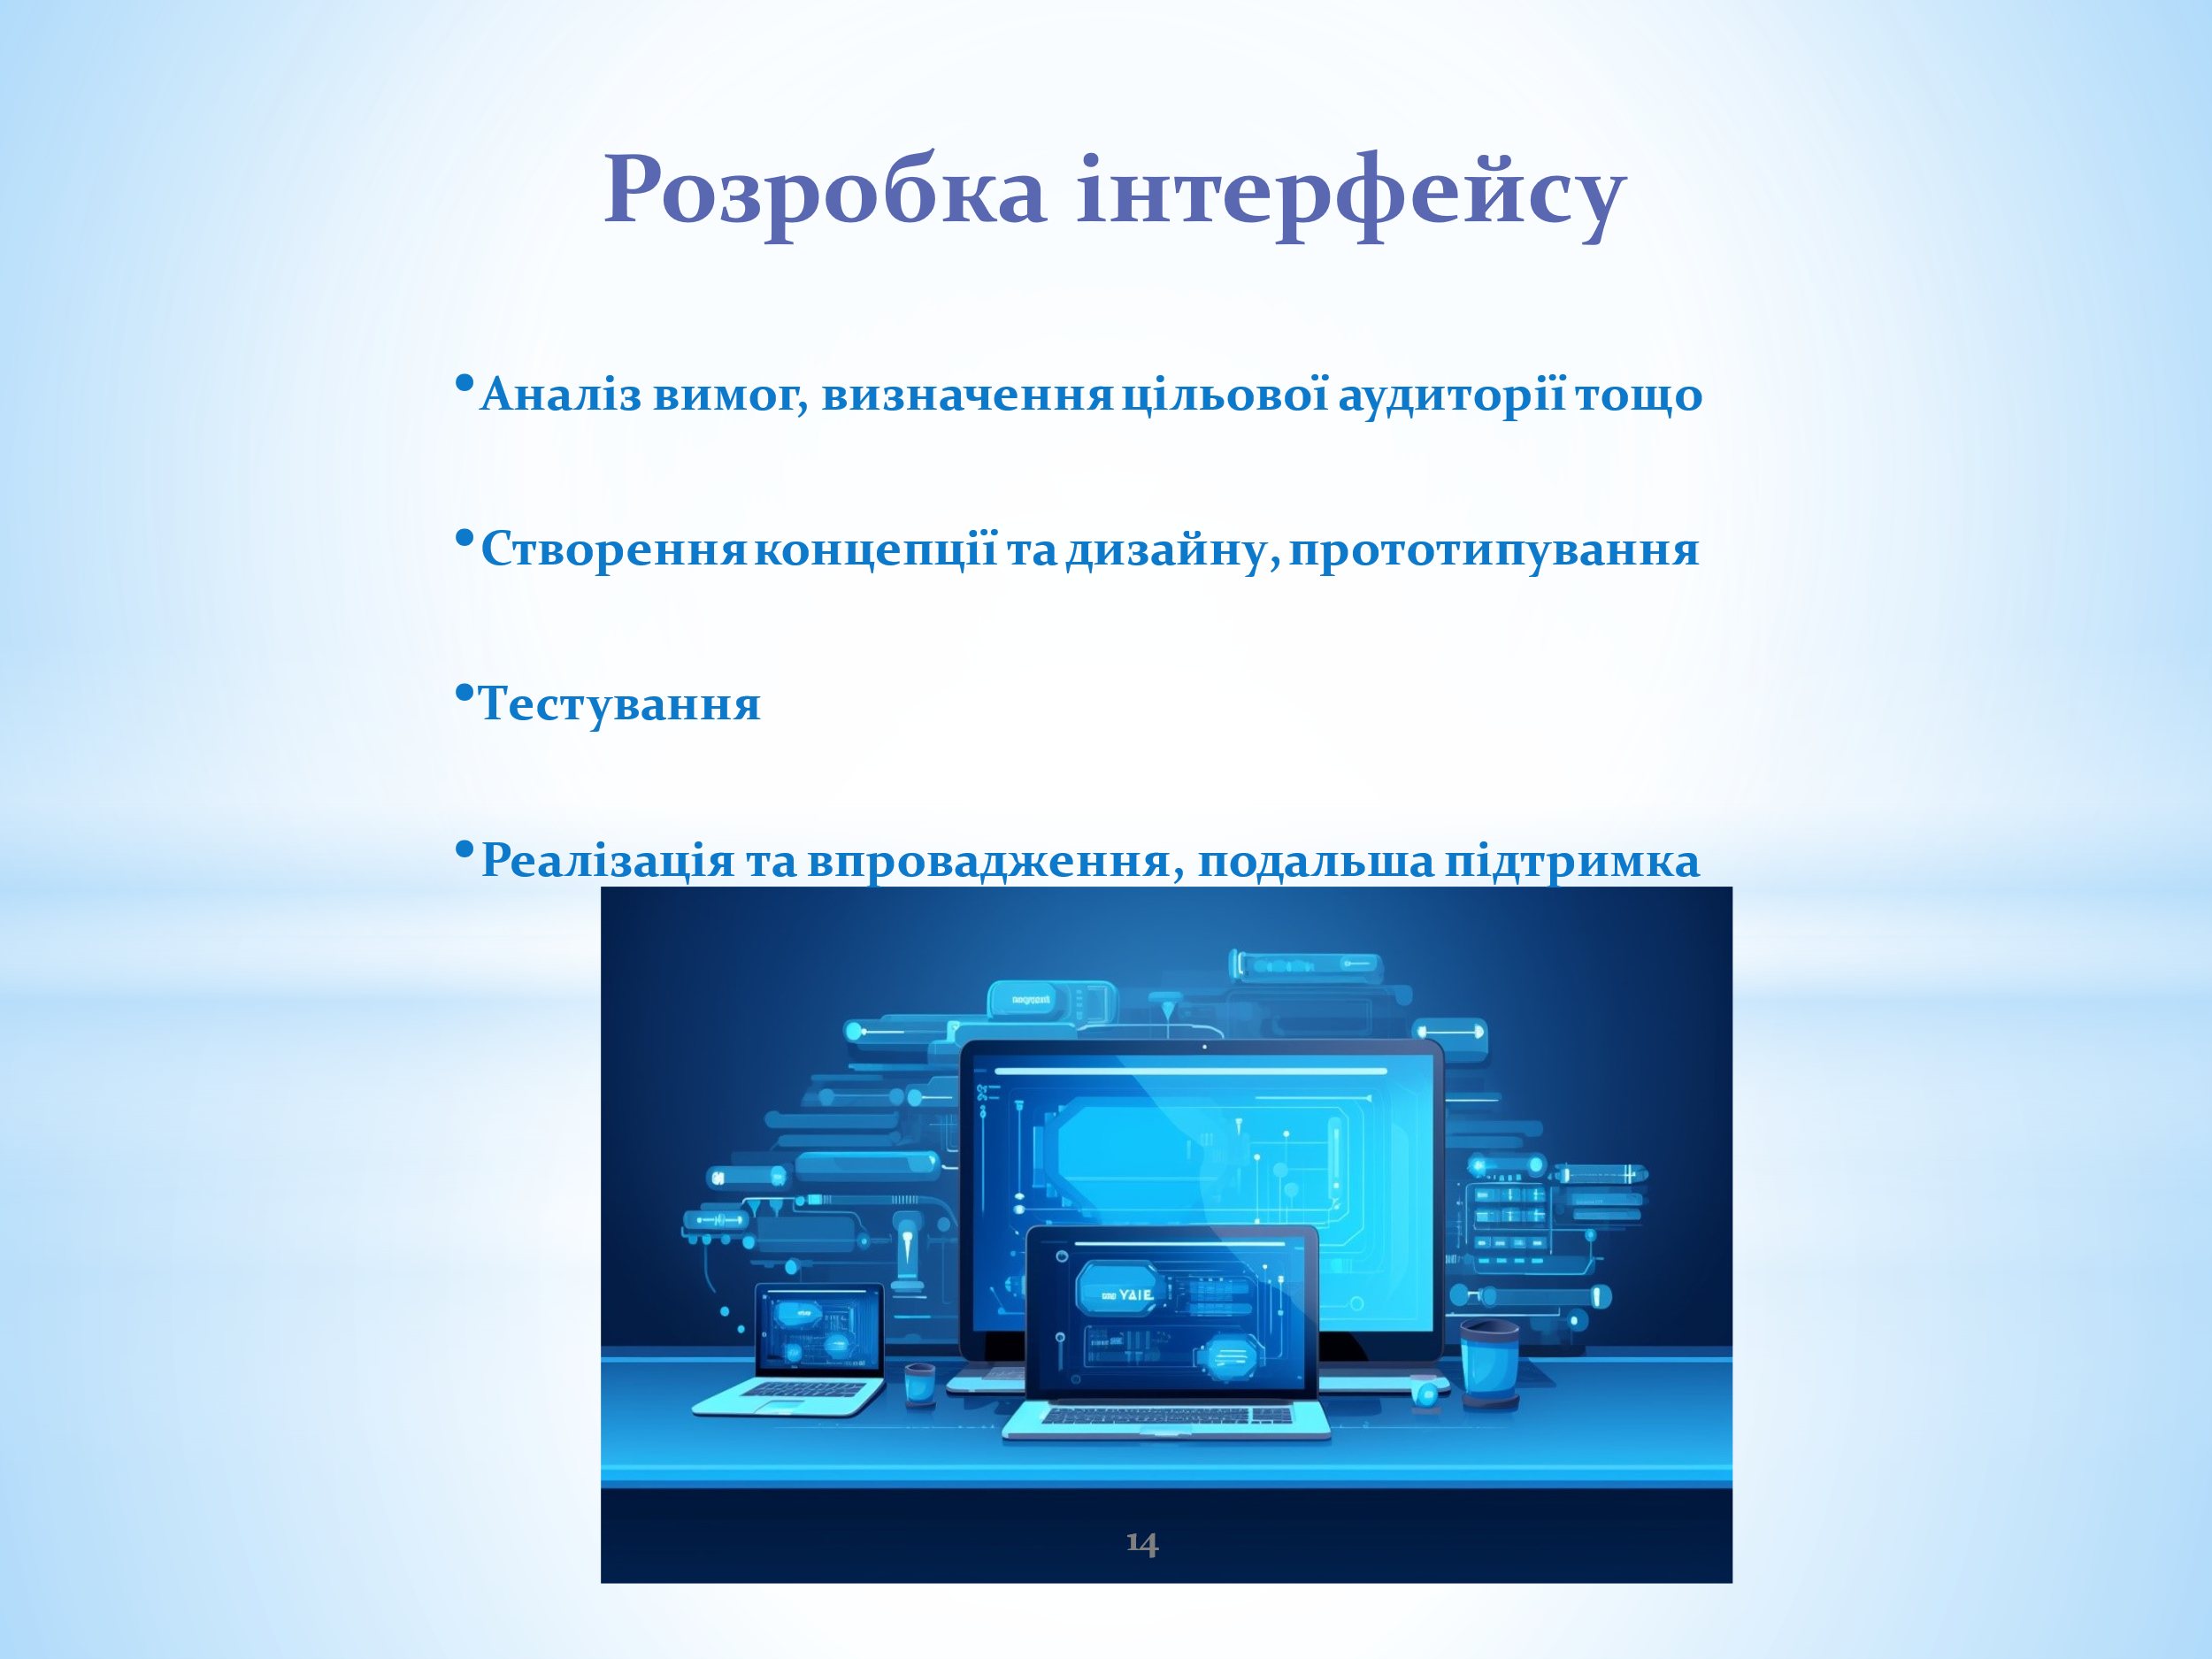 Розробка інтерфейсу
•Аналіз вимог, визначення цільової аудиторії тощо
•Створення концепції та дизайну, прототипування
•Тестування
•Реалізація та впровадження, подальша підтримка
YAIE
14